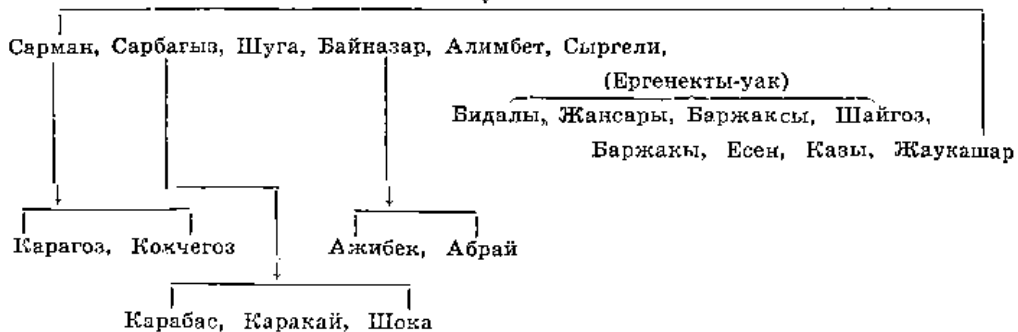 Сарман, Сарбагыз, Шуга, Байназар, Алимбет, Сыргели,
(Ергенекты-уак)
Бидалы, Жансары, Баржаксы, Шайгоз,
Баржакы, Есен, Казы, Жаукашар
Карагоз, Кокчегоз Ажибек, Абрай
Карабас, Каракай, Шока